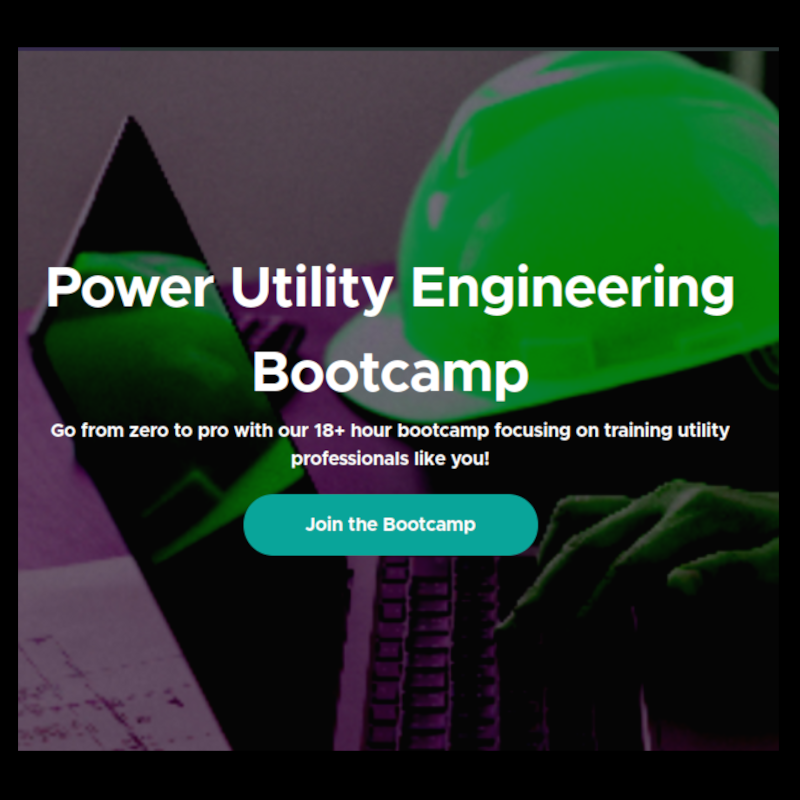 Power Utility Engineering
Bootcamp
Go from zero to pro with our 18+ hour bootcamp focusing on training utility
professionals like you!
Join the Bootcamp